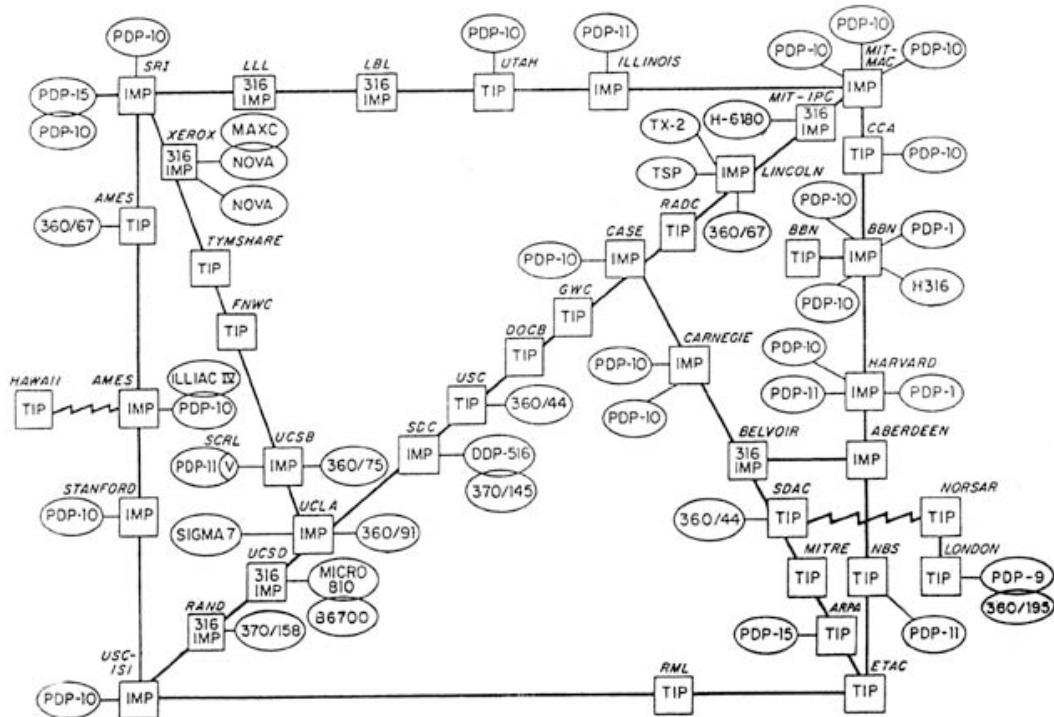 PDP-10
SRI
IMP
PDP-15
PDP-10
LLL
316
IMP
LBL
316
IMP
PDP-10
UTAH
TIP
PDP-11
ILLINOIS
IMP
PDP-10
PDP-10
MIT-
MAC
PDP-10
IMP
MIT-IPC
H-6180
316
IMP
XEROX
316
IMP
MAXC
NOVA
NOVA
TX-2
TSP
IMP
LINCOLN
360/67
CCA
TIP
PDP-10
AMES
360/67
TIP
TYMSHARE
TIP
RADC
TIP
CASE
PDP-10
IMP
PDP-10
BBN
TIP
BBN
IMP
PDP-1
H316
PDP-10
FNWC
TIP
GWC
TIP
DOCB
TIP
CARNEGIE
PDP-10
IMP
PDP-10
PDP-10
HARVARD
PDP-11
IMP
PDP-1
HAWAII
TIP
AMES
IMP
ILLIAC IV
PDP-10
USC
TIP
360/44
SCRL
PDP-11 V
UCSB
IMP
360/75
SDC
IMP
DDP-516
370/145
BELVOIR
316
IMP
ABERDEEN
IMP
STANFORD
PDP-10
IMP
UCLA
SIGMA 7
IMP
360/91
SDAC
360/44
TIP
NORSAR
TIP
UCSD
316
IMP
MICRO
810
B6700
MITRE
TIP
NBS
TIP
LONDON
TIP
PDP-9
360/195
RAND
316
IMP
370/158
ARPA
PDP-15
TIP
PDP-11
USC-
ISI
PDP-10
IMP
RML
TIP
ETAC
TIP